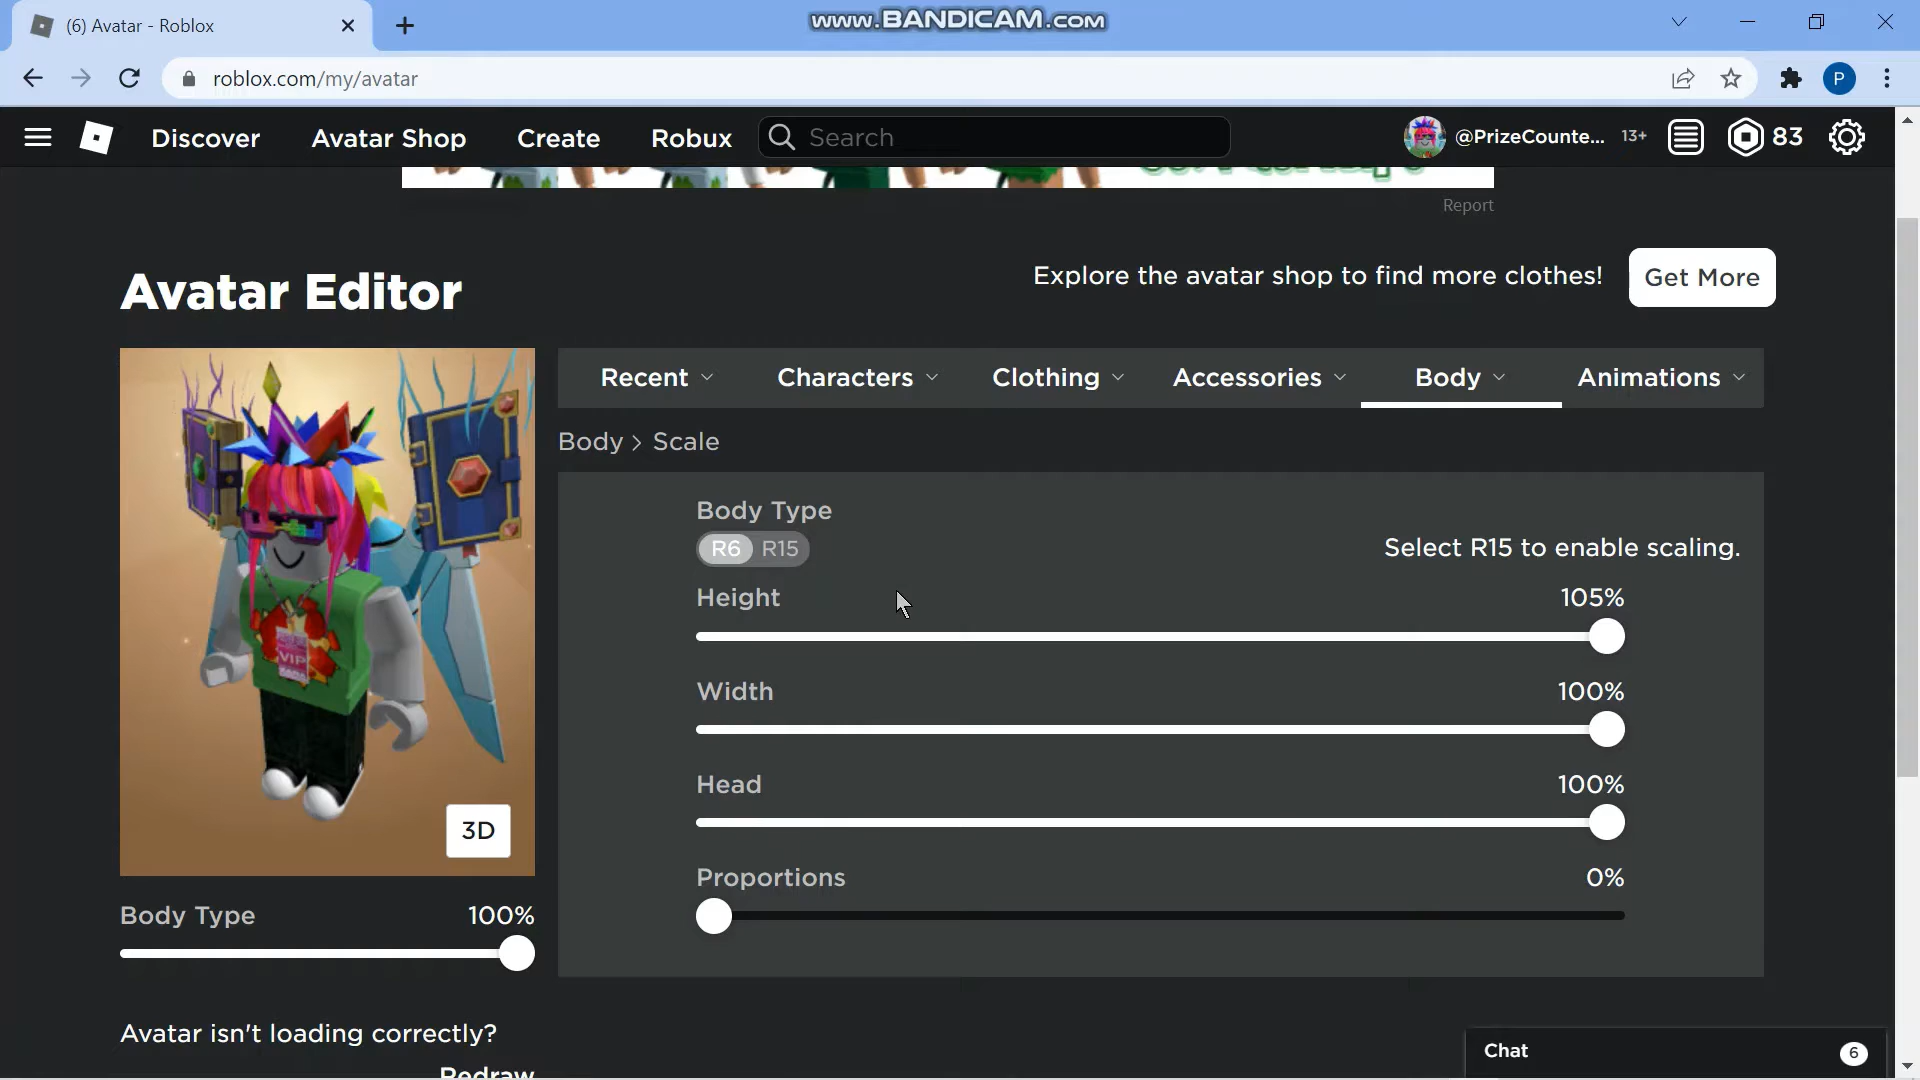 (6) Avatar - Roblox
www.BANDICAM.com
roblox.com/my/avatar
P
Discover
Avatar Shop
Create
Robux
Search
@PrizeCounte...
13+
83
Report
Avatar Editor
Explore the avatar shop to find more clothes!
Get More
Recent
Characters
Clothing
Accessories
Body
Animations
Body > Scale
Body Type
R6 R15
Select R15 to enable scaling.
Height
105%
Width
100%
Head
100%
Proportions
0%
VIP
3D
Body Type
100%
Avatar isn't loading correctly?
Redraw
Chat
6